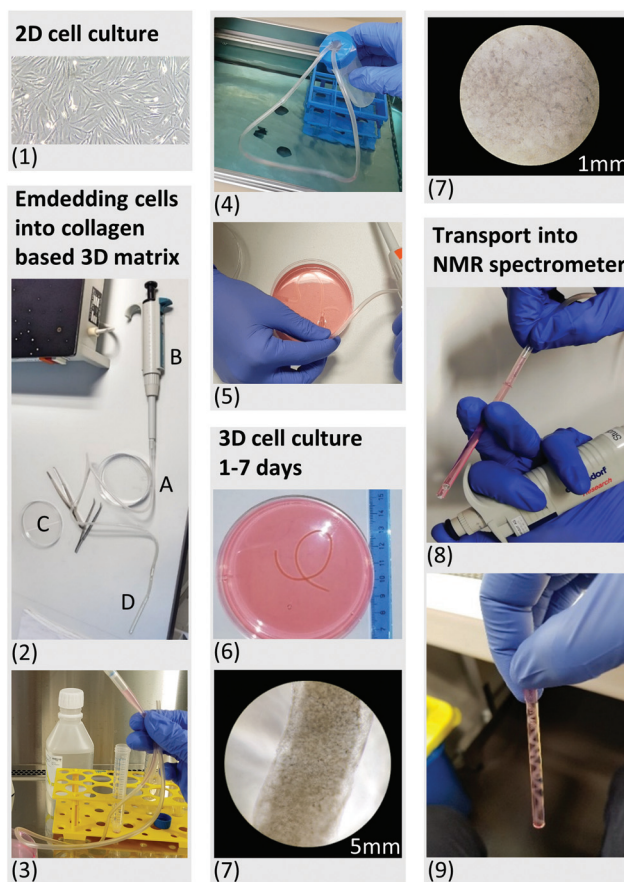 2D cell culture
(1)
Emdedding cells
into collagen
based 3D matrix
B
A
C
D
(2)
(3)
(4)
(5)
3D cell culture
1-7 days
(6)
5mm
(7)
1mm
(7)
Transport into
NMR spectrometer
(8)
(9)